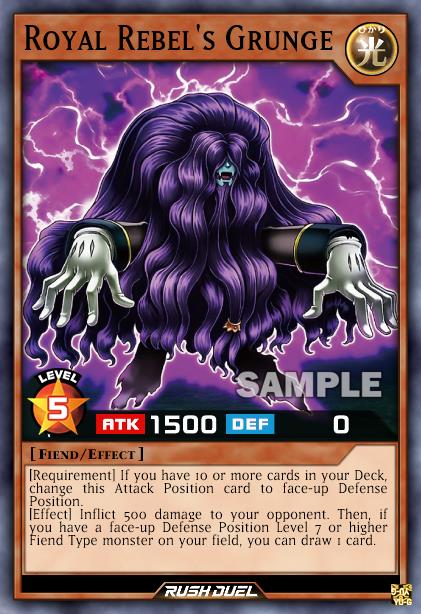 ROYAL REBEL'S GRUNGE
ひかり
光
SAMPLE
LEVEL
5
ATK 1500 DEF 0
[ FIEND/EFFECT ]
[Requirement] If you have 10 or more cards in your Deck,
change this Attack Position card to face-up Defense
Position.
[Effect] Inflict 500 damage to your opponent. Then, if
you have a face-up Defense Position Level 7 or higher
Fiend Type monster on your field, you can draw 1 card.
RUSH DUEL